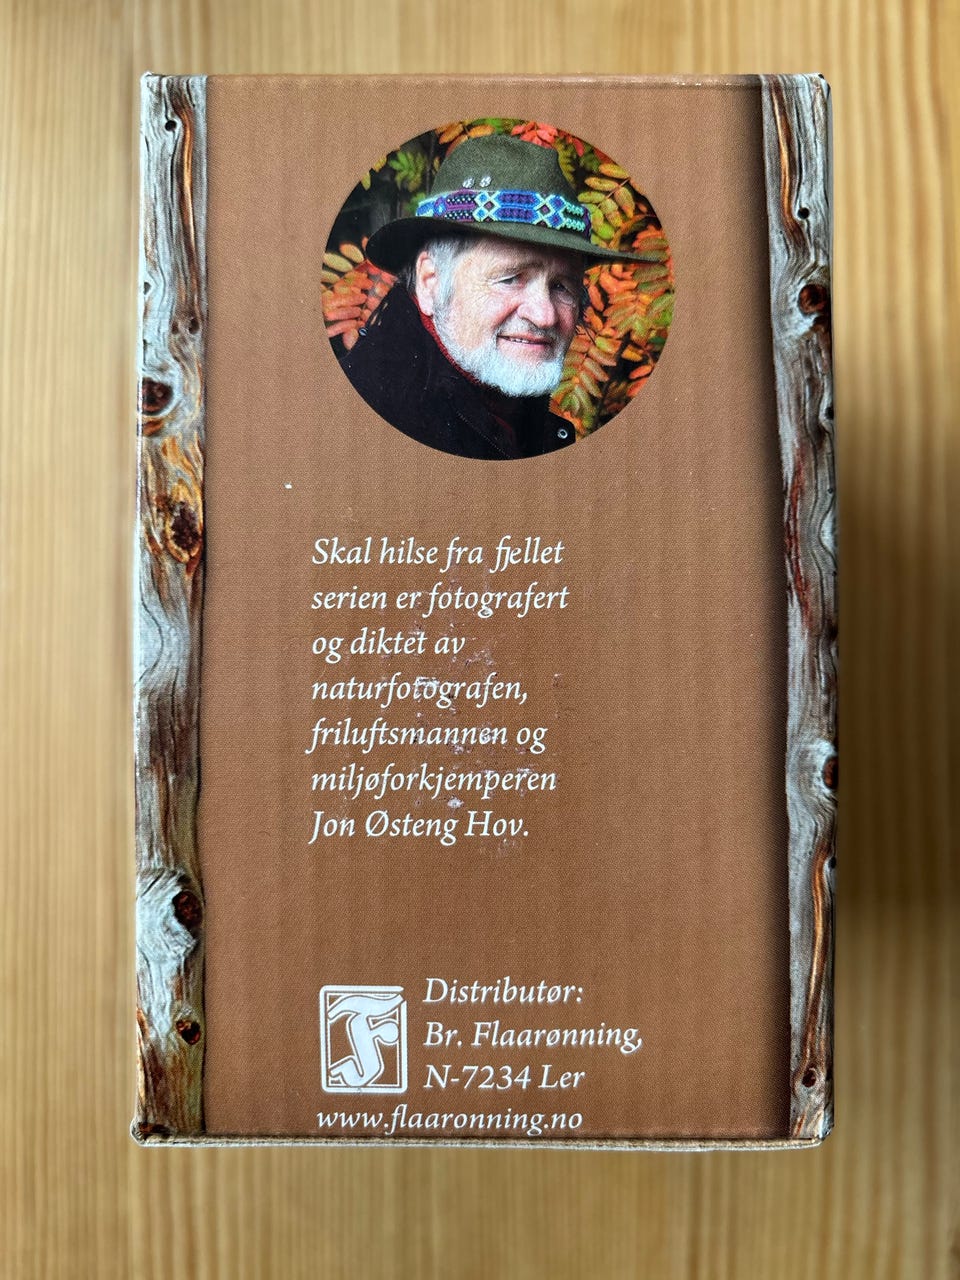 Skal hilse fra fjellet
serien er fotografert
og diktet av
naturfotografen,
friluftsmannen og
miljøforkjemperen
Jon Østeng Hov.
F
Distributør:
Br. Flaarønning,
N-7234 Ler
www.flaaronning.no